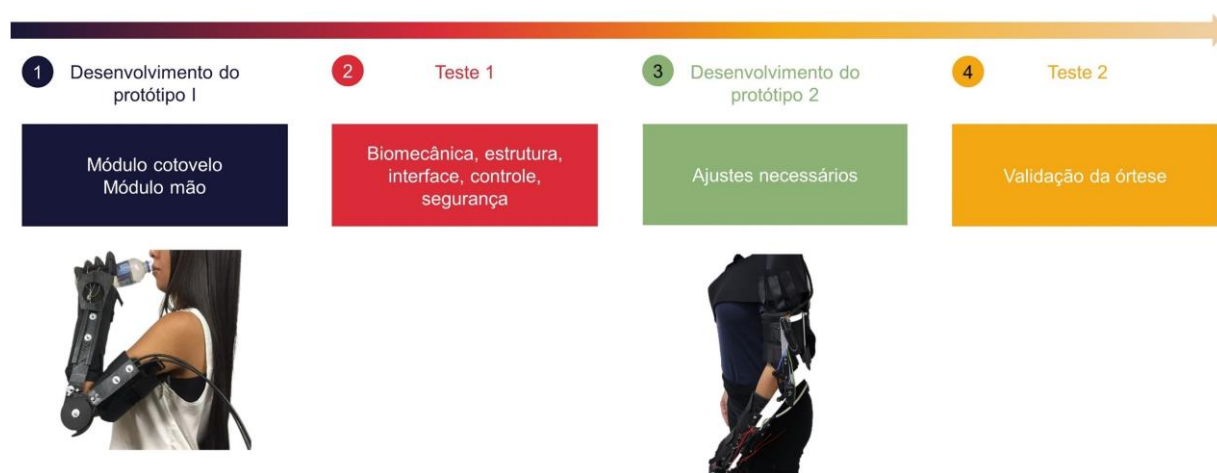 1
Desenvolvimento do
protótipo I
2
Teste 1
3
Desenvolvimento do
protótipo 2
4
Teste 2
Módulo cotovelo
Módulo mão
Biomecânica, estrutura,
interface, controle,
segurança
Ajustes necessários
Validação da órtese